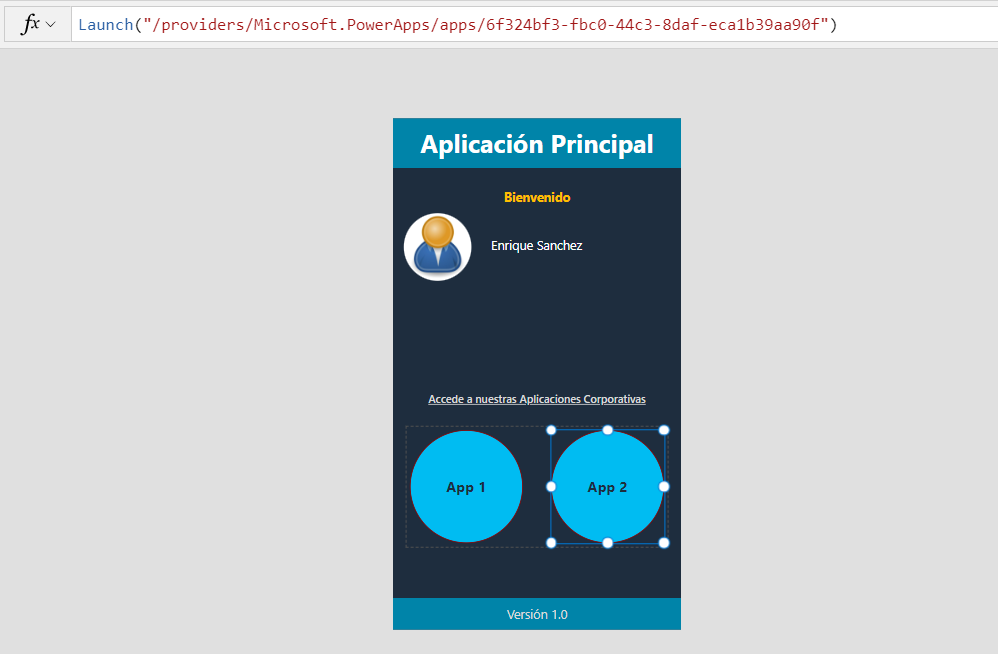 fx
Launch("/providers/Microsoft.PowerApps/apps/6f324bf3-fbc0-44c3-8daf-eca1b39aa90f")
Aplicación Principal
Bienvenido
Enrique Sanchez
Accede a nuestras Aplicaciones Corporativas
App 1
App 2
Versión 1.0